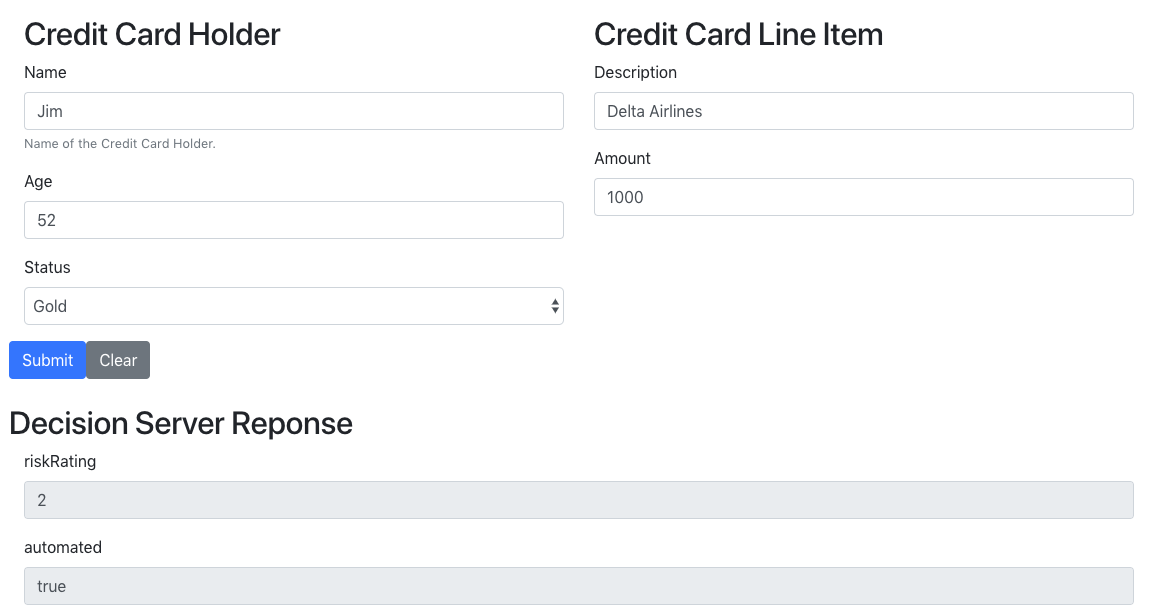 Credit Card Holder
Name
Jim
Name of the Credit Card Holder.
Age
52
Status
Gold
Credit Card Line Item
Description
Delta Airlines
Amount
1000
Submit
Clear
Decision Server Reponse
riskRating
2
automated
true